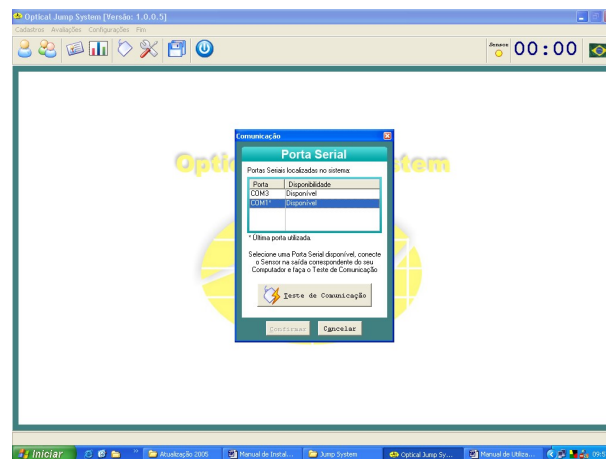 Optical Jump System [Versão: 1.0.0.5]
Cadastros Avaliações Configurações Fim
Sensor
00:00
Comunicação
Porta Serial
Portas Seriais localizadas no sistema:
Porta Disponibilidade
COM3 Disponível
COM1* Disponível
* Última porta utilizada.
Selecione uma Porta Serial disponível, conecte
o Sensor na saída correspondente do seu
Computador e faça o Teste de Comunicação
Teste de Comunicação
Confirmar Cancelar
Iniciar
Atualização 2005
Manual de Instal...
Jump System
Optical Jump Sy...
Manual de Utiliza...